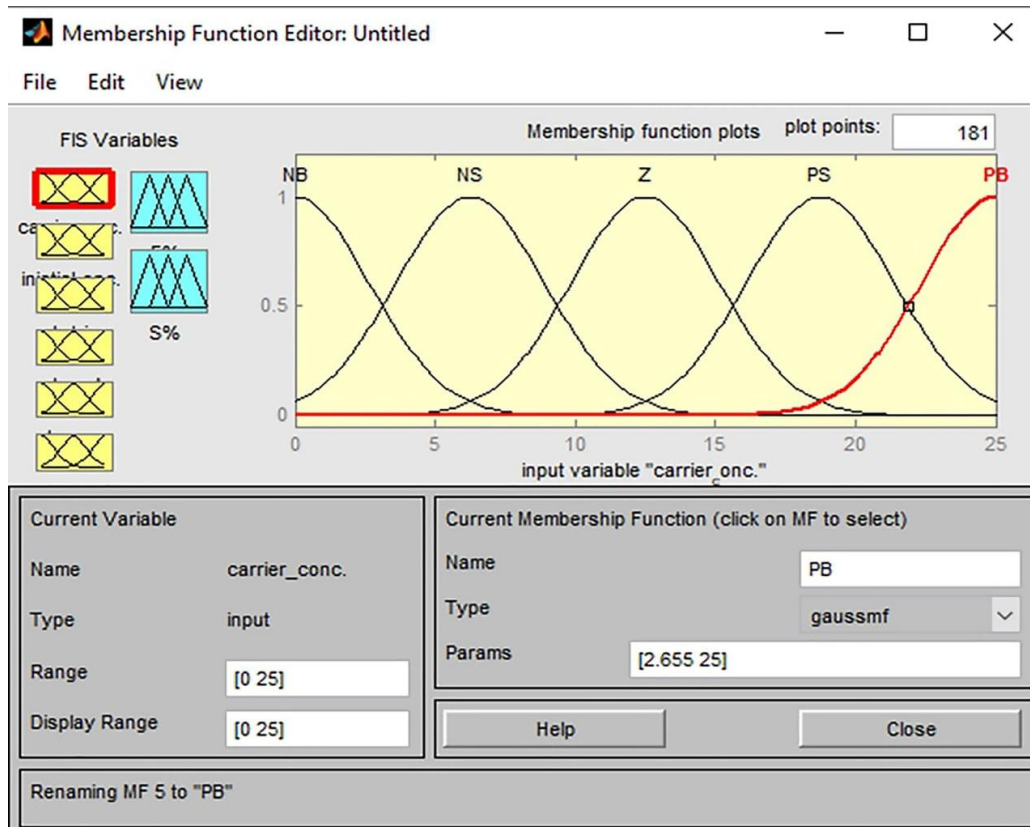 Membership Function Editor: Untitled
File Edit View
FIS Variables
Membership function plots plot points: 181
NB NS Z PS PB
1
0.5
0
0 5 10 15 20 25
input variable "carrier_conc."
S%
Current Variable
Name carrier_conc.
Type input
Range [0 25]
Display Range [0 25]
Current Membership Function (click on MF to select)
Name PB
Type gaussmf
Params [2.655 25]
Help Close
Renaming MF 5 to "PB"